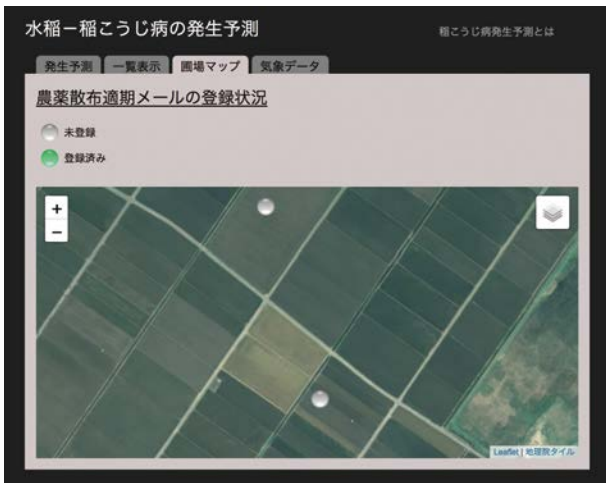 水稲－稲こうじ病の発生予測
稲こうじ病発生予測とは
発生予測 一覧表示 圃場マップ 気象データ
農薬散布適期メールの登録状況
未登録
登録済み
+
−
Leaflet | 地理院タイル